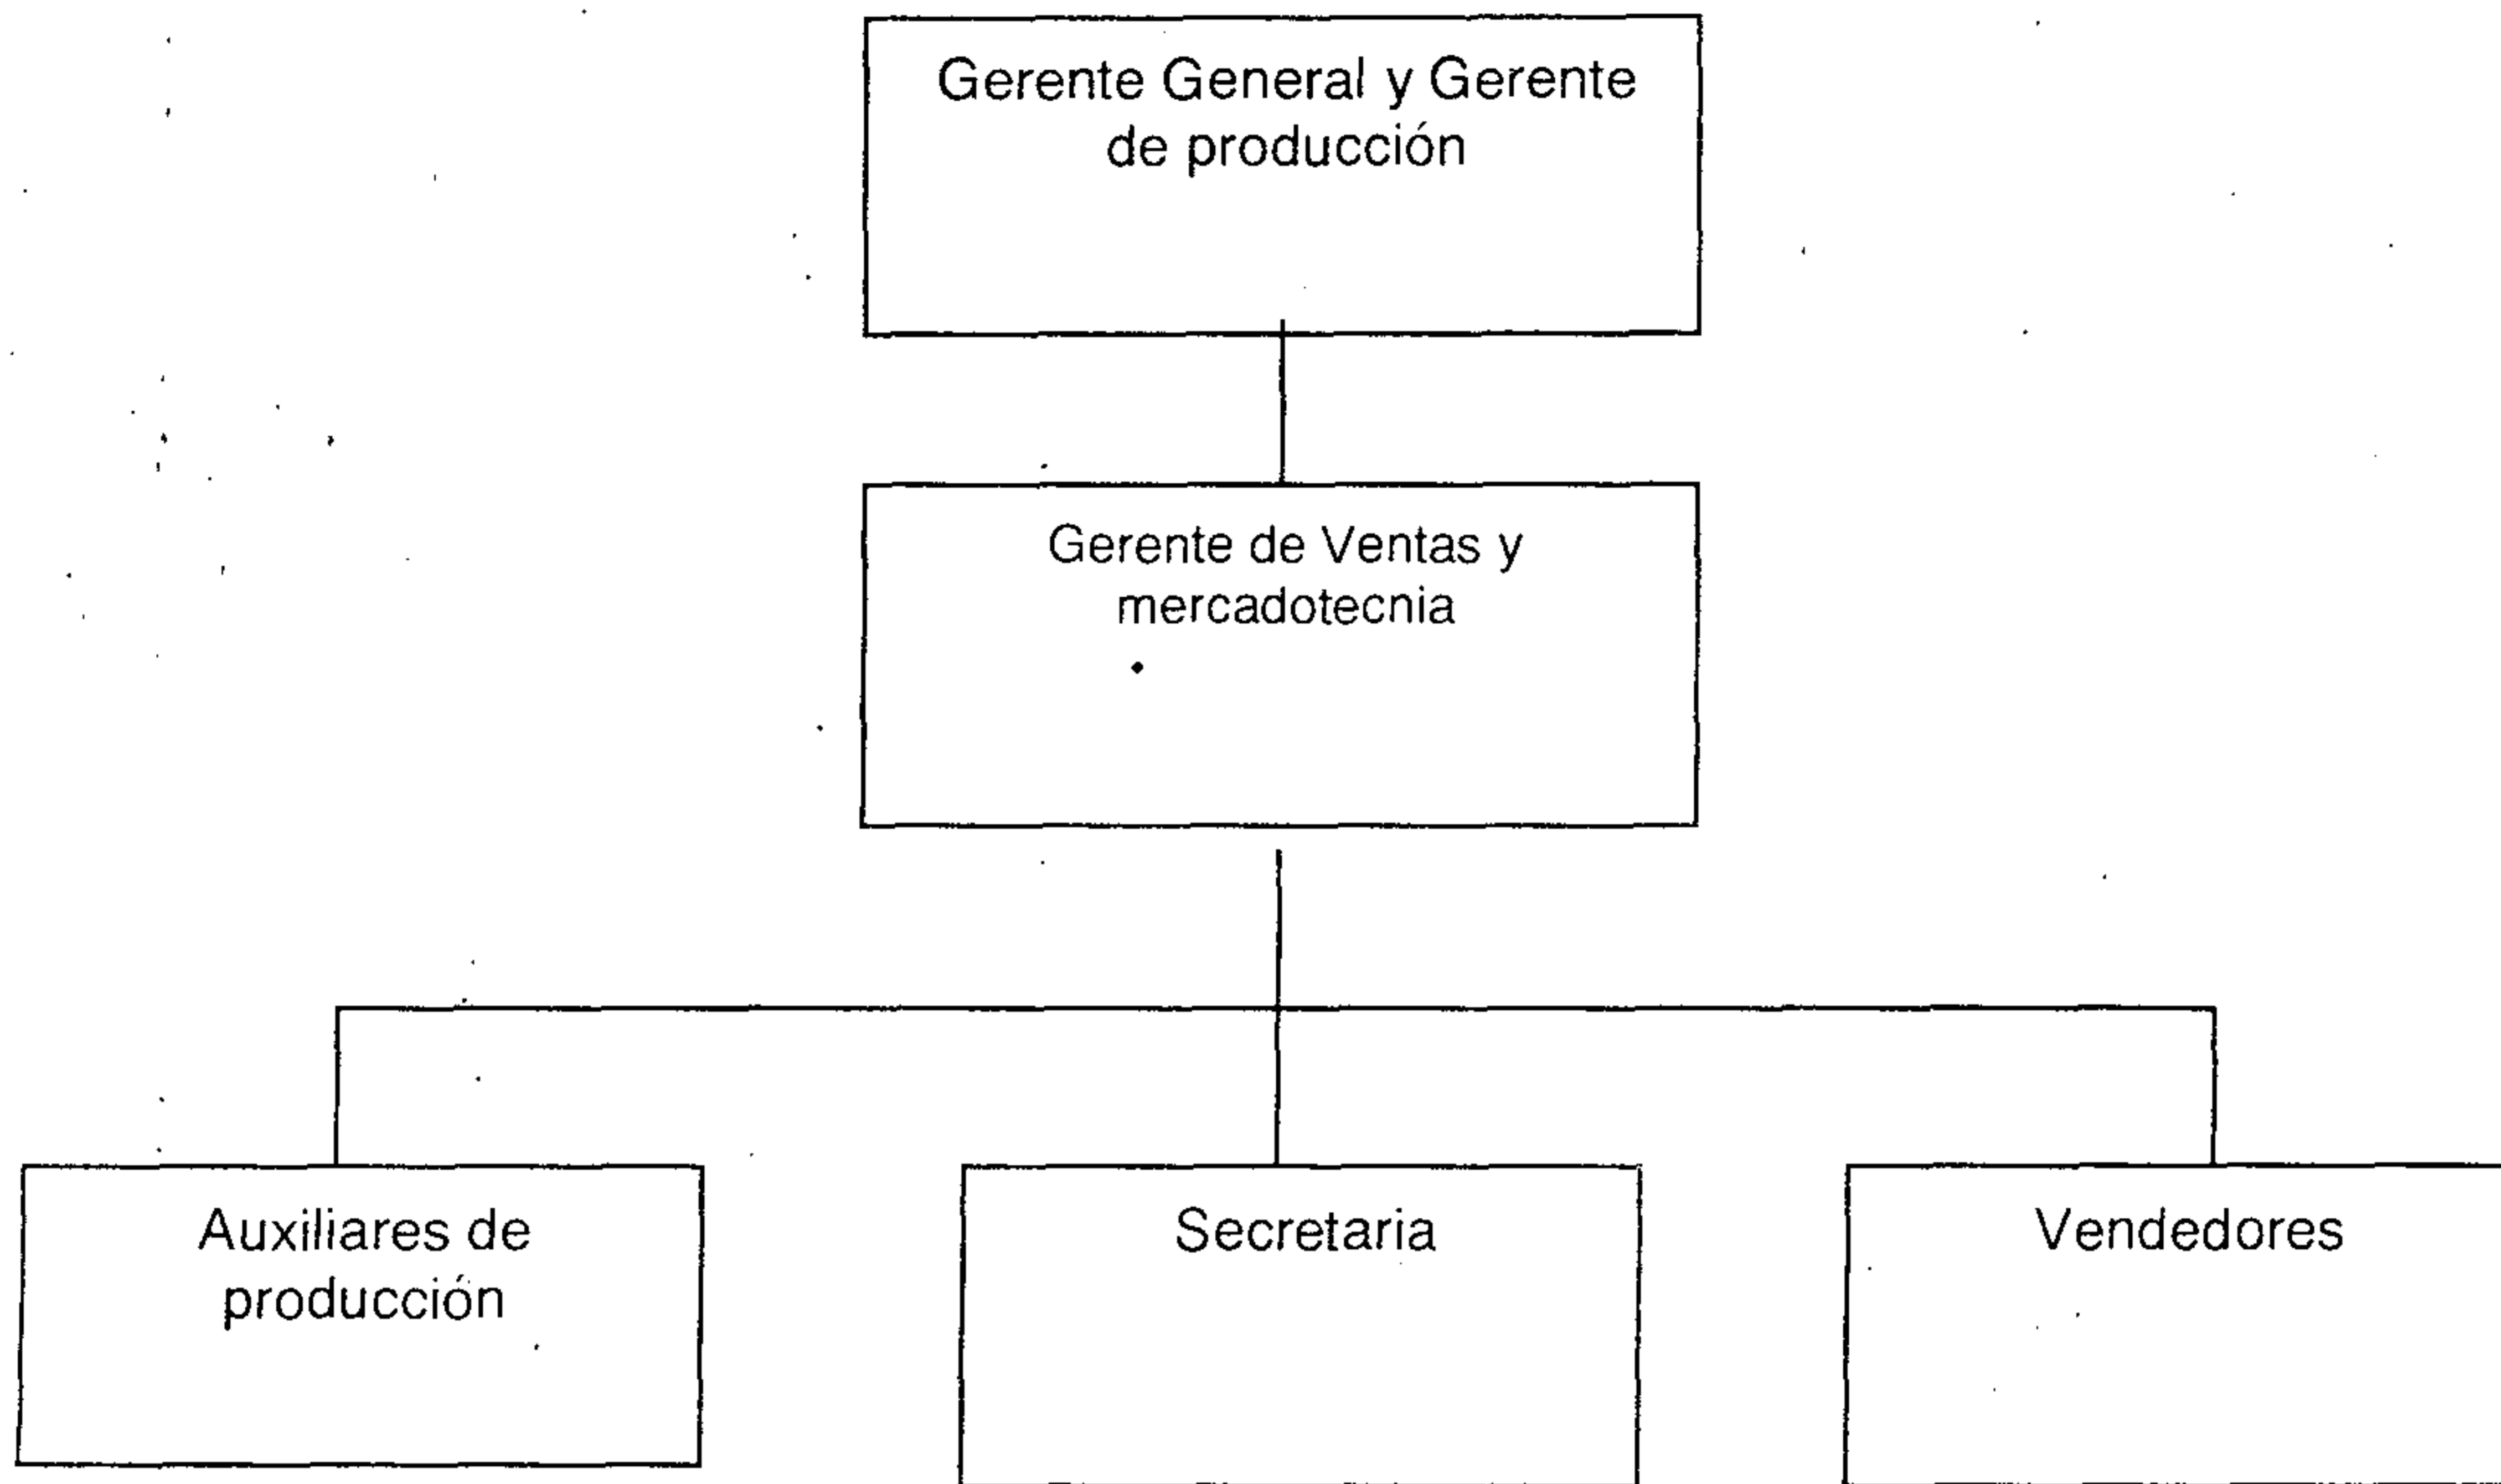 Gerente General y Gerente
de producción
Gerente de Ventas y
mercadotecnia
Auxiliares de
producción
Secretaria
Vendedores